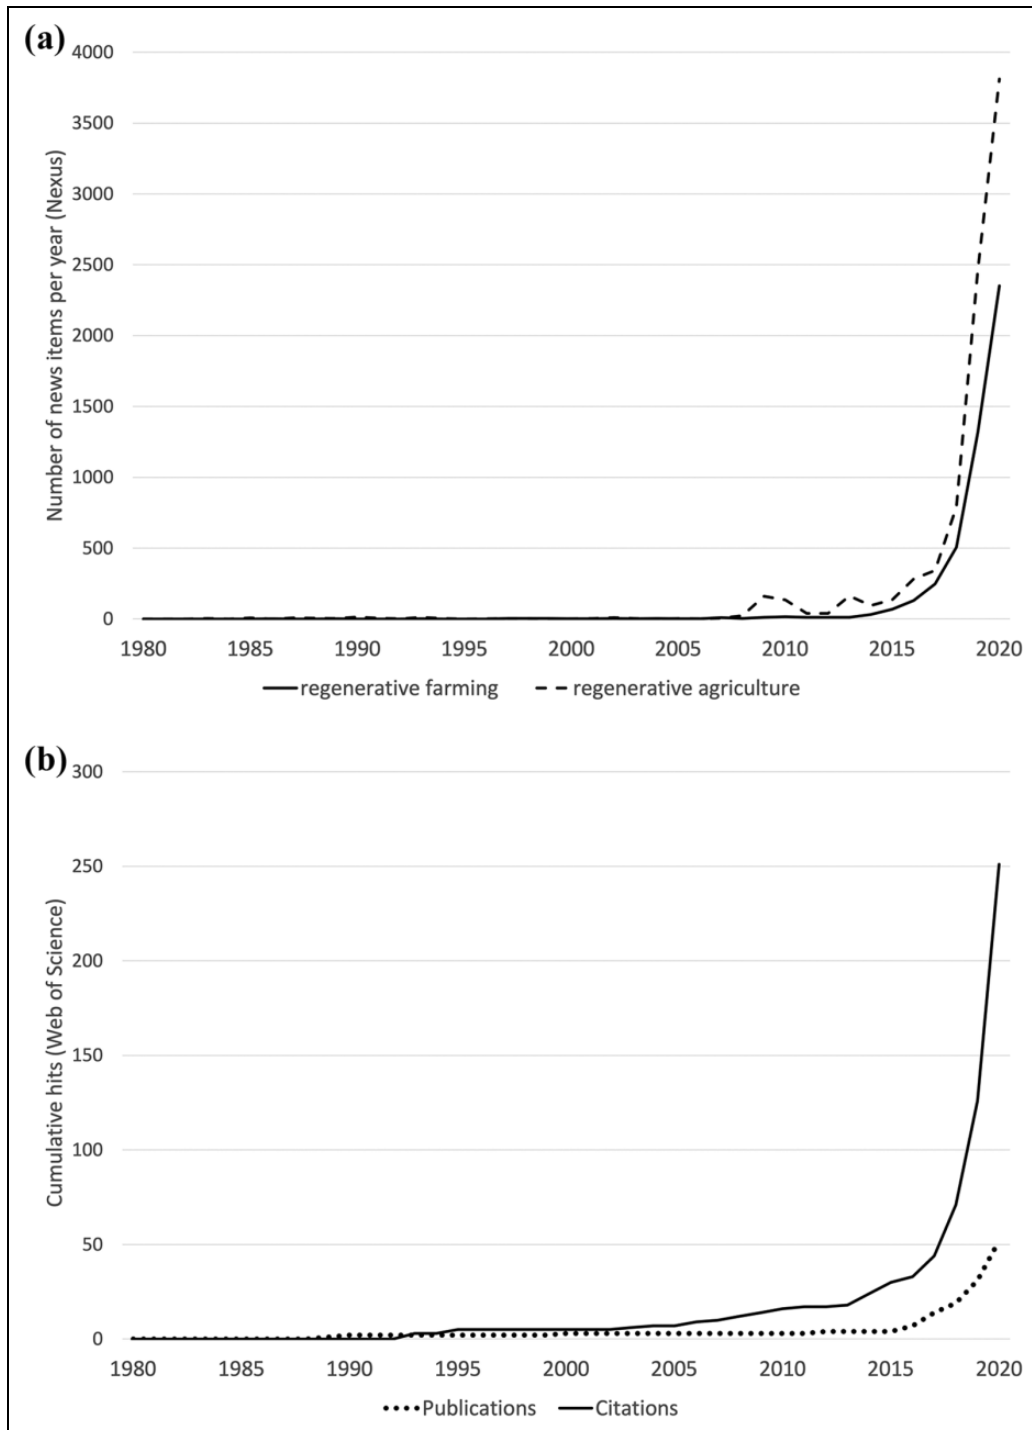 (a)
4000
3500
3000
2500
2000
1500
1000
500
0
Number of news items per year (Nexus)
1980 1985 1990 1995 2000 2005 2010 2015 2020
regenerative farming regenerative agriculture
(b)
300
250
200
150
100
50
0
Cumulative hits (Web of Science)
1980 1985 1990 1995 2000 2005 2010 2015 2020
Publications Citations